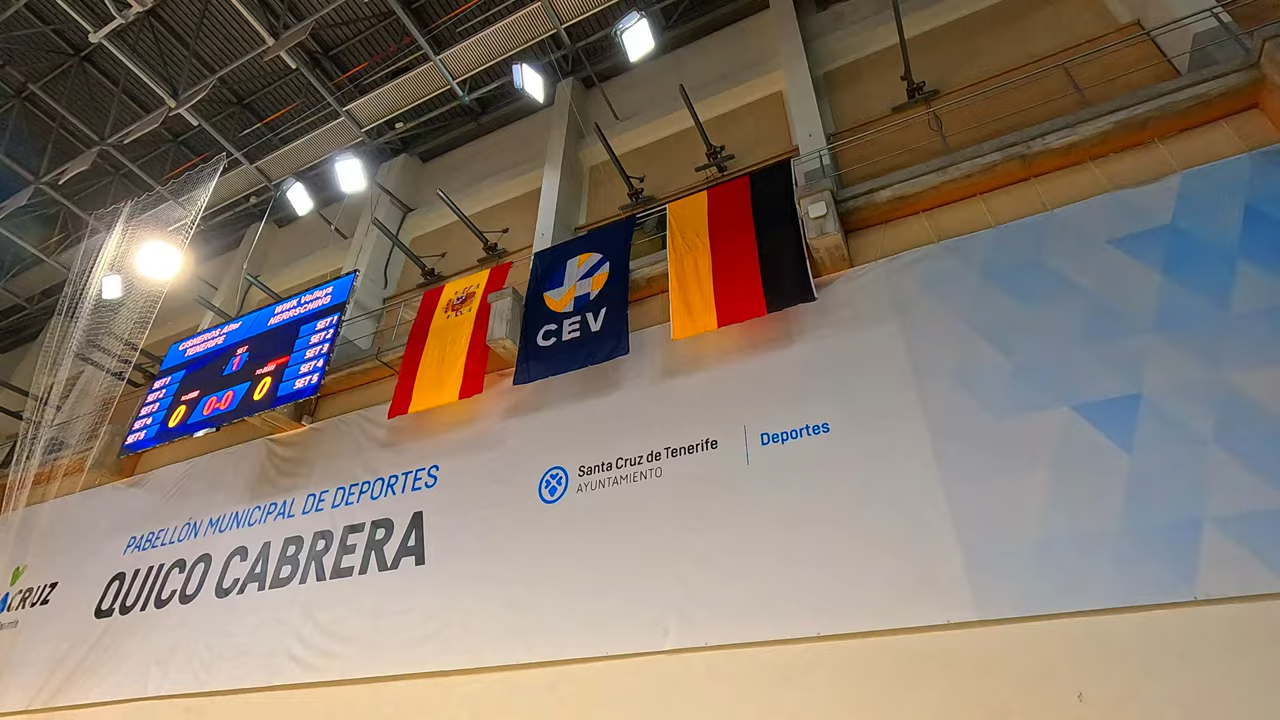 CISNEROS Alter
TENERIFE
WWK Volleys
HERRSCHING
SET
1
SET 1
SET 2
SET 3
SET 4
SET 5
0
0-0
0
SET 1
SET 2
SET 3
SET 4
SET 5
CEV
Santa Cruz de Tenerife
AYUNTAMIENTO
Deportes
PABELLÓN MUNICIPAL DE DEPORTES
QUICO CABRERA
CRUZ